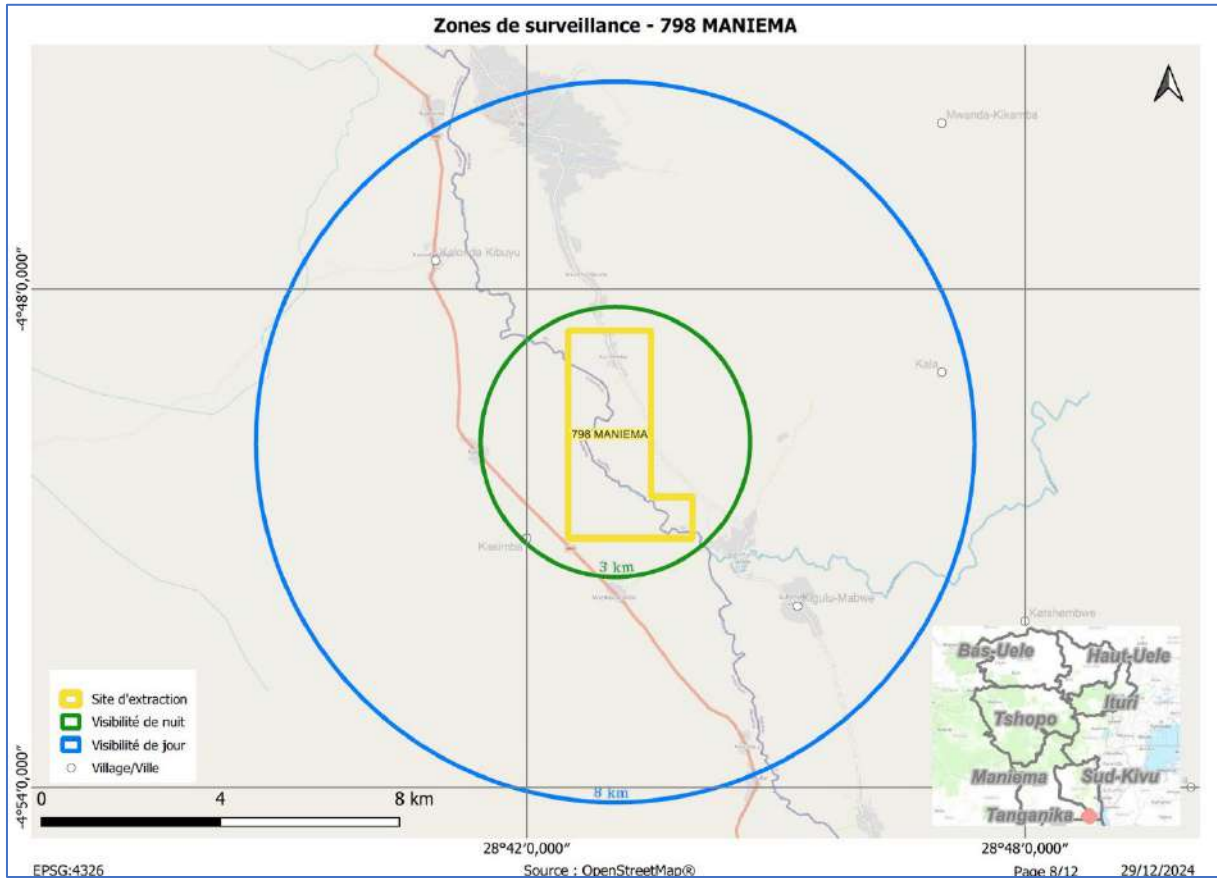 Zones de surveillance - 798 MANIEMA
Mwanda-Kikamba
Kalonda Kibuyu
-4°48'0,000"
Kala
798 MANIEMA
Kasimba
3 km
Kigulu-Mabwe
Katshembwe
Bas-Uele
Haut-Uele
Ituri
Tshopo
Maniema
Sud-Kivu
Tanganika
Site d'extraction
Visibilité de nuit
Visibilité de jour
Village/Ville
-4°54'0,000"
8 km
0 4 8 km
28°42'0,000"
28°48'0,000"
EPSG:4326
Source : OpenStreetMap®
Page 8/12
29/12/2024